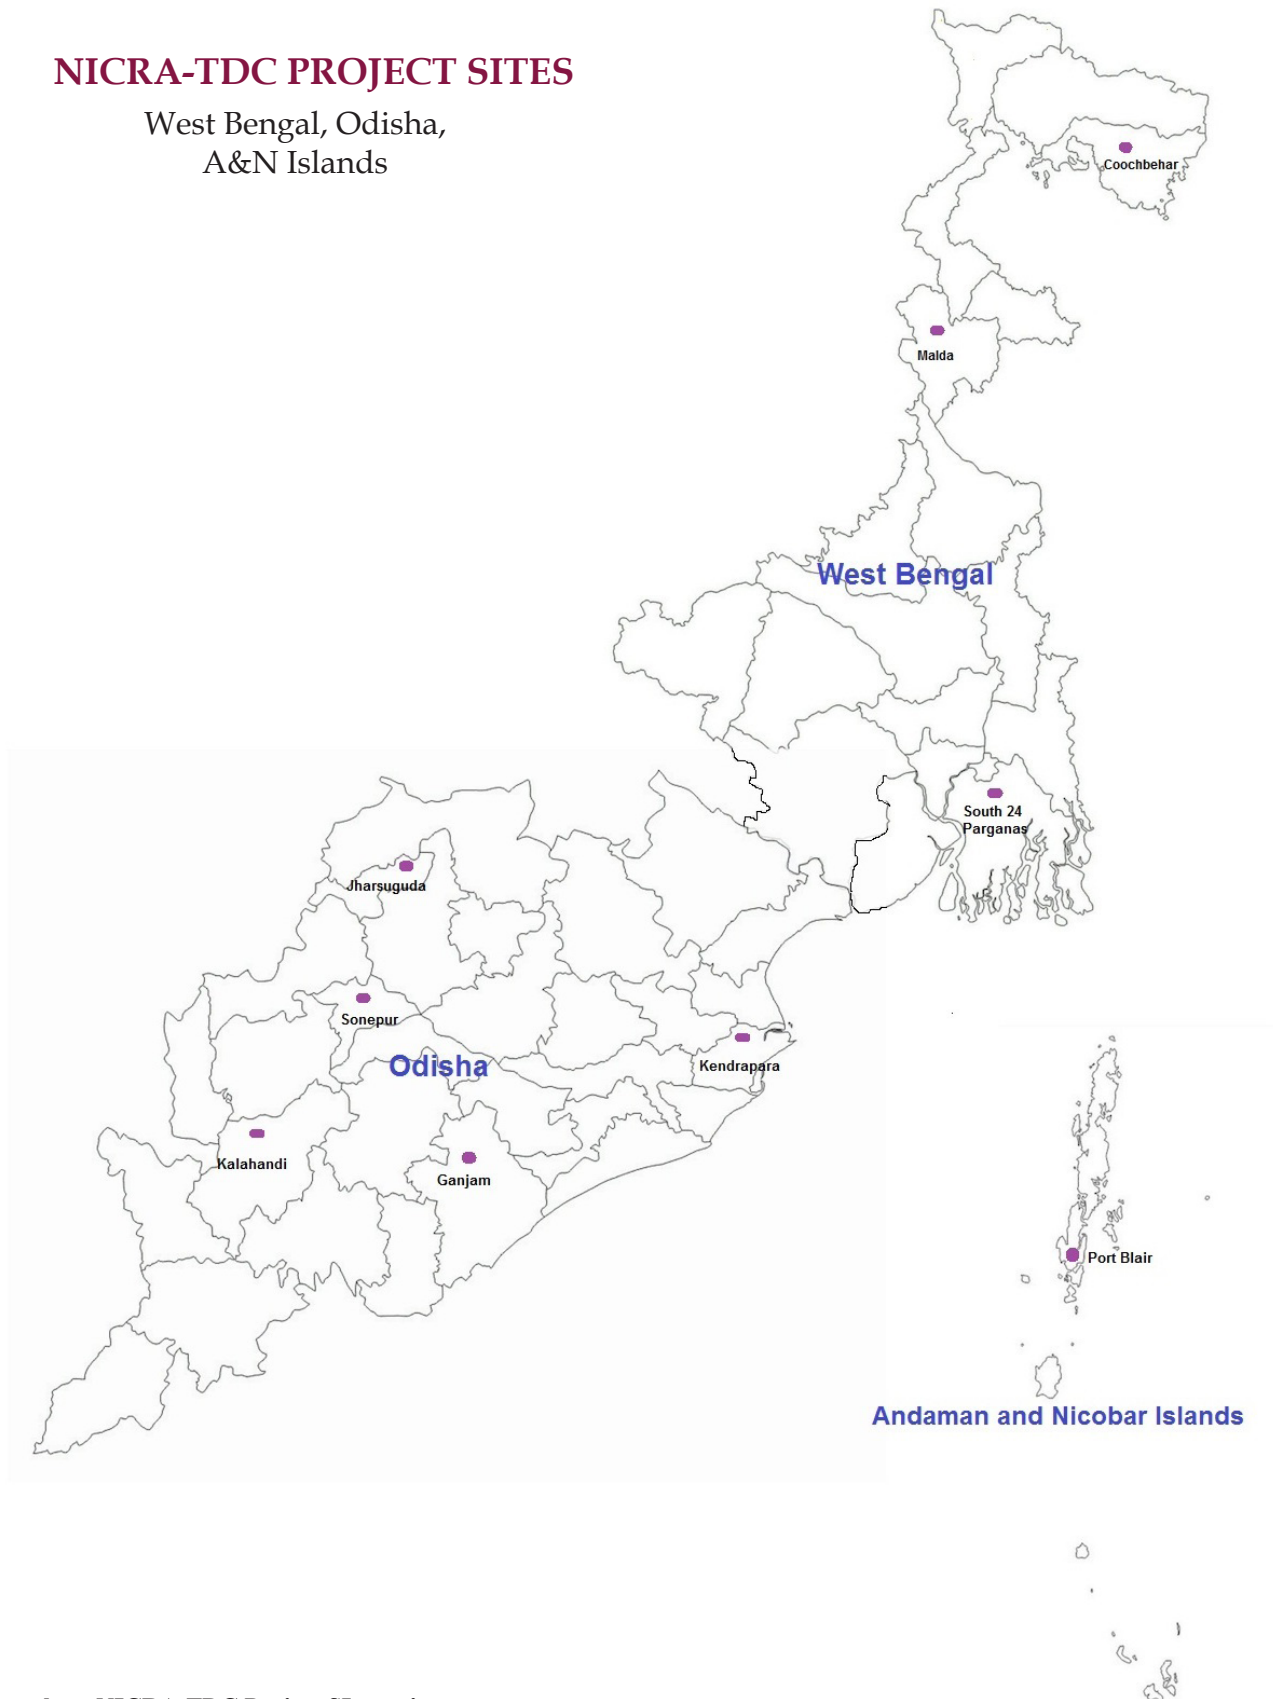 NICRA-TDC PROJECT SITES
West Bengal, Odisha,
A&N Islands
Coochbehar
Malda
West Bengal
South 24
Parganas
Jharsuguda
Sonepur
Odisha
Kendrapara
Kalahandi
Ganjam
Port Blair
Andaman and Nicobar Islands